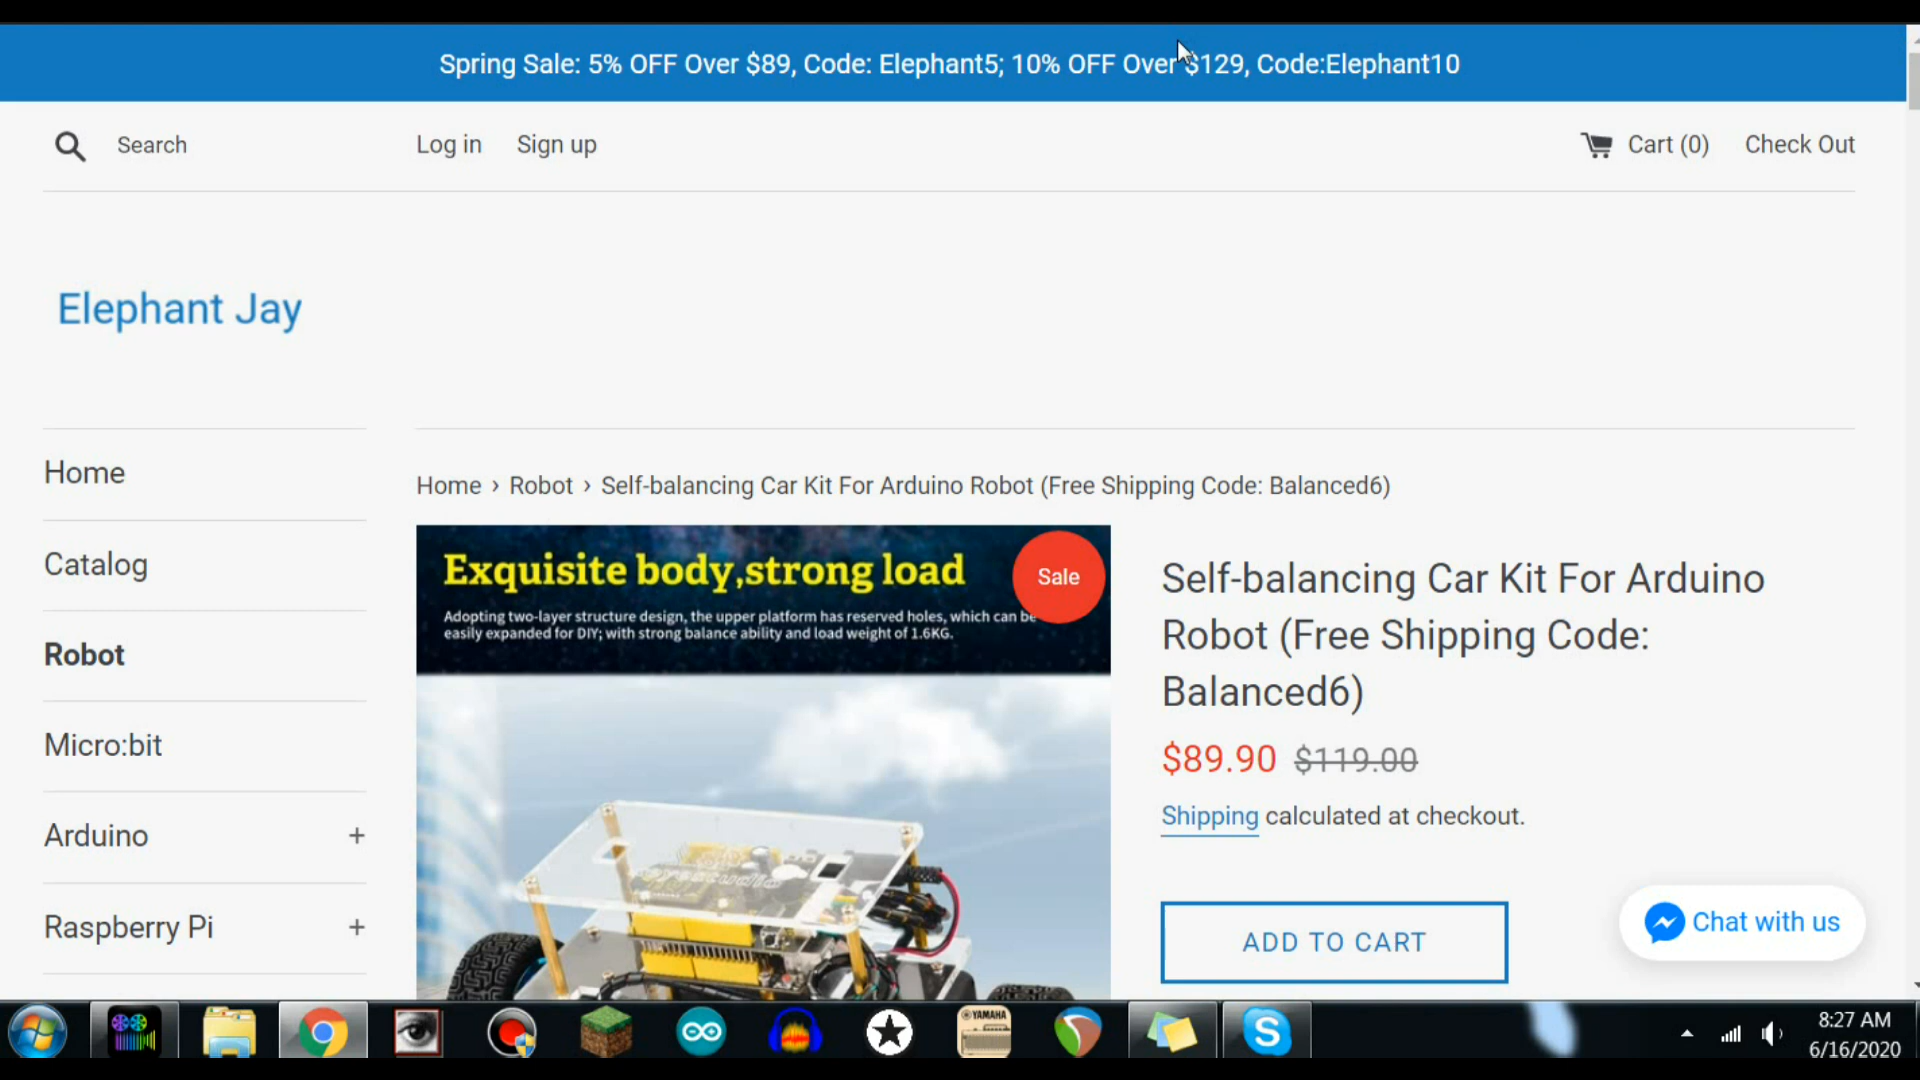 Spring Sale: 5% OFF Over $89, Code: Elephant5; 10% OFF Over $129, Code:Elephant10
Search
Log in
Sign up
Cart (0)
Check Out
Elephant Jay
Home
Catalog
Robot
Micro:bit
Arduino +
Raspberry Pi +
Home › Robot › Self-balancing Car Kit For Arduino Robot (Free Shipping Code: Balanced6)
Exquisite body,strong load
Adopting two-layer structure design, the upper platform has reserved holes, which can be
easily expanded for DIY; with strong balance ability and load weight of 1.6KG.
Sale
Self-balancing Car Kit For Arduino
Robot (Free Shipping Code:
Balanced6)
$89.90 $119.00
Shipping calculated at checkout.
ADD TO CART
Chat with us
YAMAHA
8:27 AM
6/16/2020